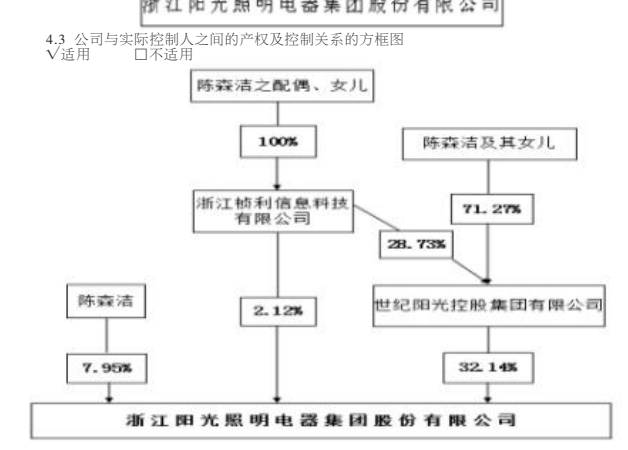 浙江阳光照明电器集团股份有限公司
4.3 公司与实际控制人之间的产权及控制关系的方框图
√适用 □不适用
陈森洁之配偶、女儿
100%
陈森洁及其女儿
浙江桢利信息科技
有限公司
71.27%
28.73%
陈森洁
2.12%
世纪阳光控股集团有限公司
7.95%
32.14%
浙江阳光照明电器集团股份有限公司